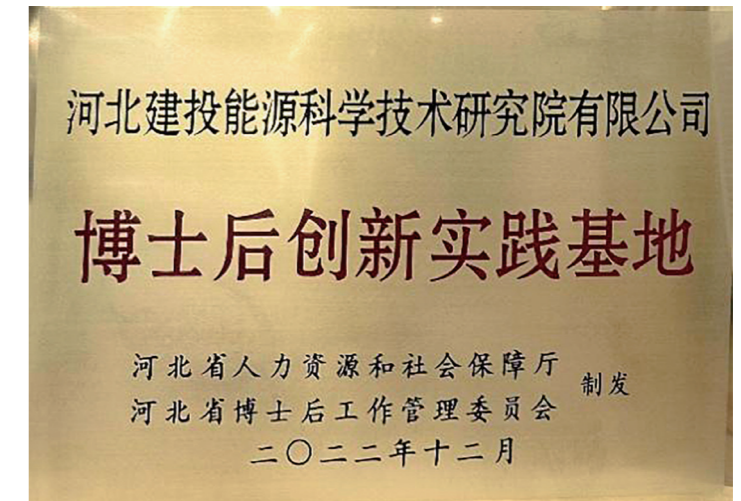 河北建投能源科学技术研究院有限公司
博士后创新实践基地
河北省人力资源和社会保障厅
河北省博士后工作管理委员会
制发
二〇二二年十二月